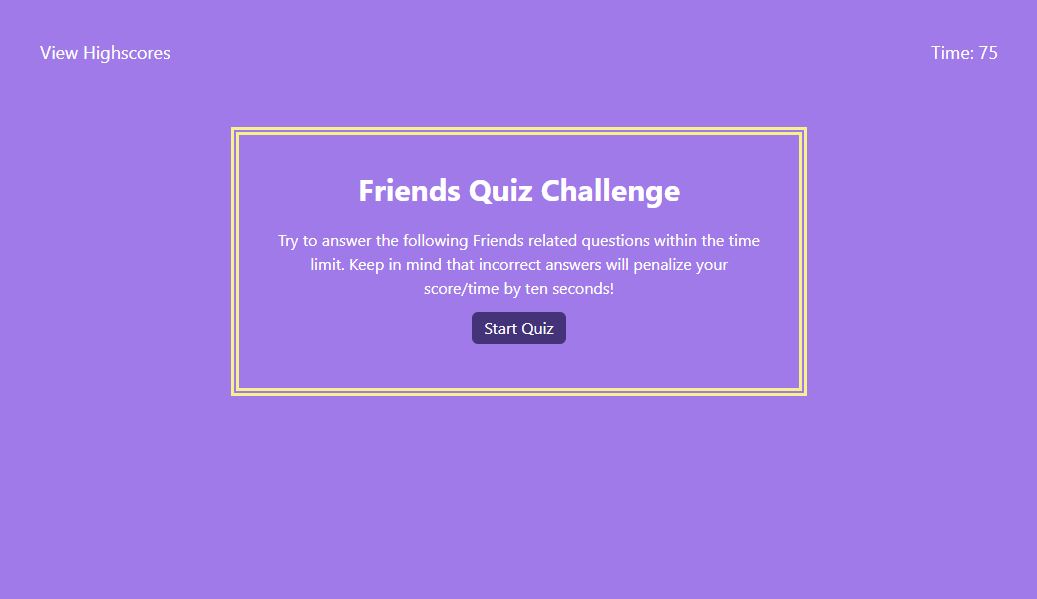 View Highscores
Time: 75
Friends Quiz Challenge
Try to answer the following Friends related questions within the time
limit. Keep in mind that incorrect answers will penalize your
score/time by ten seconds!
Start Quiz